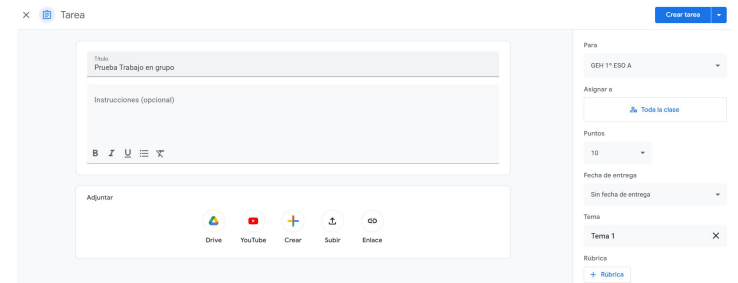 Tarea
Crear tarea
Título
Prueba Trabajo en grupo
Instrucciones (opcional)
B I U
Adjuntar
Drive YouTube Crear Subir Enlace
Para
GEH 1º ESO A
Asignar a
Toda la clase
Puntos
10
Fecha de entrega
Sin fecha de entrega
Tema
Tema 1
Rúbrica
+ Rúbrica